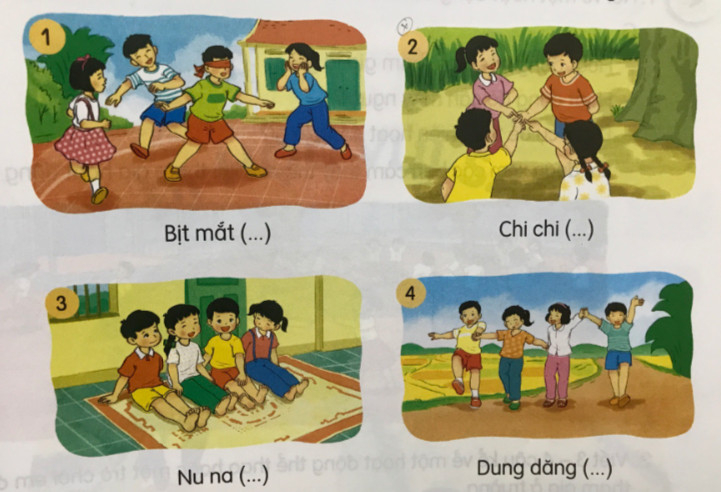 1
Bịt mắt (...)
2
Chi chi (...)
3
Nu na (...)
4
Dung dăng (...)